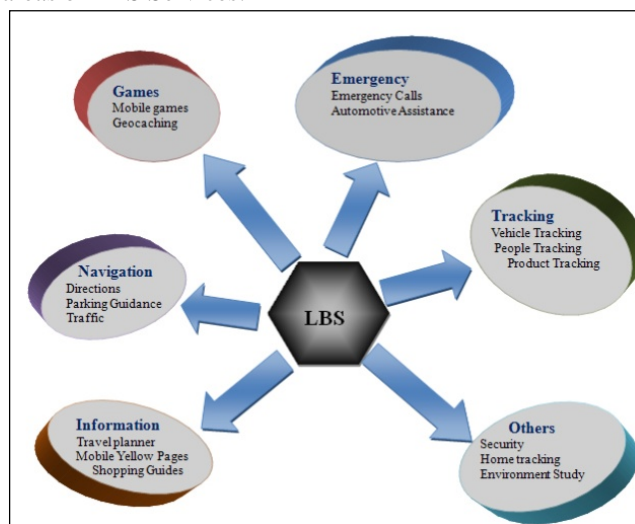 Games
Mobile games
Geocaching
Emergency
Emergency Calls
Automotive Assistance
Tracking
Vehicle Tracking
People Tracking
Product Tracking
Navigation
Directions
Parking Guidance
Traffic
LBS
Information
Travel planner
Mobile Yellow Pages
Shopping Guides
Others
Security
Home tracking
Environment Study